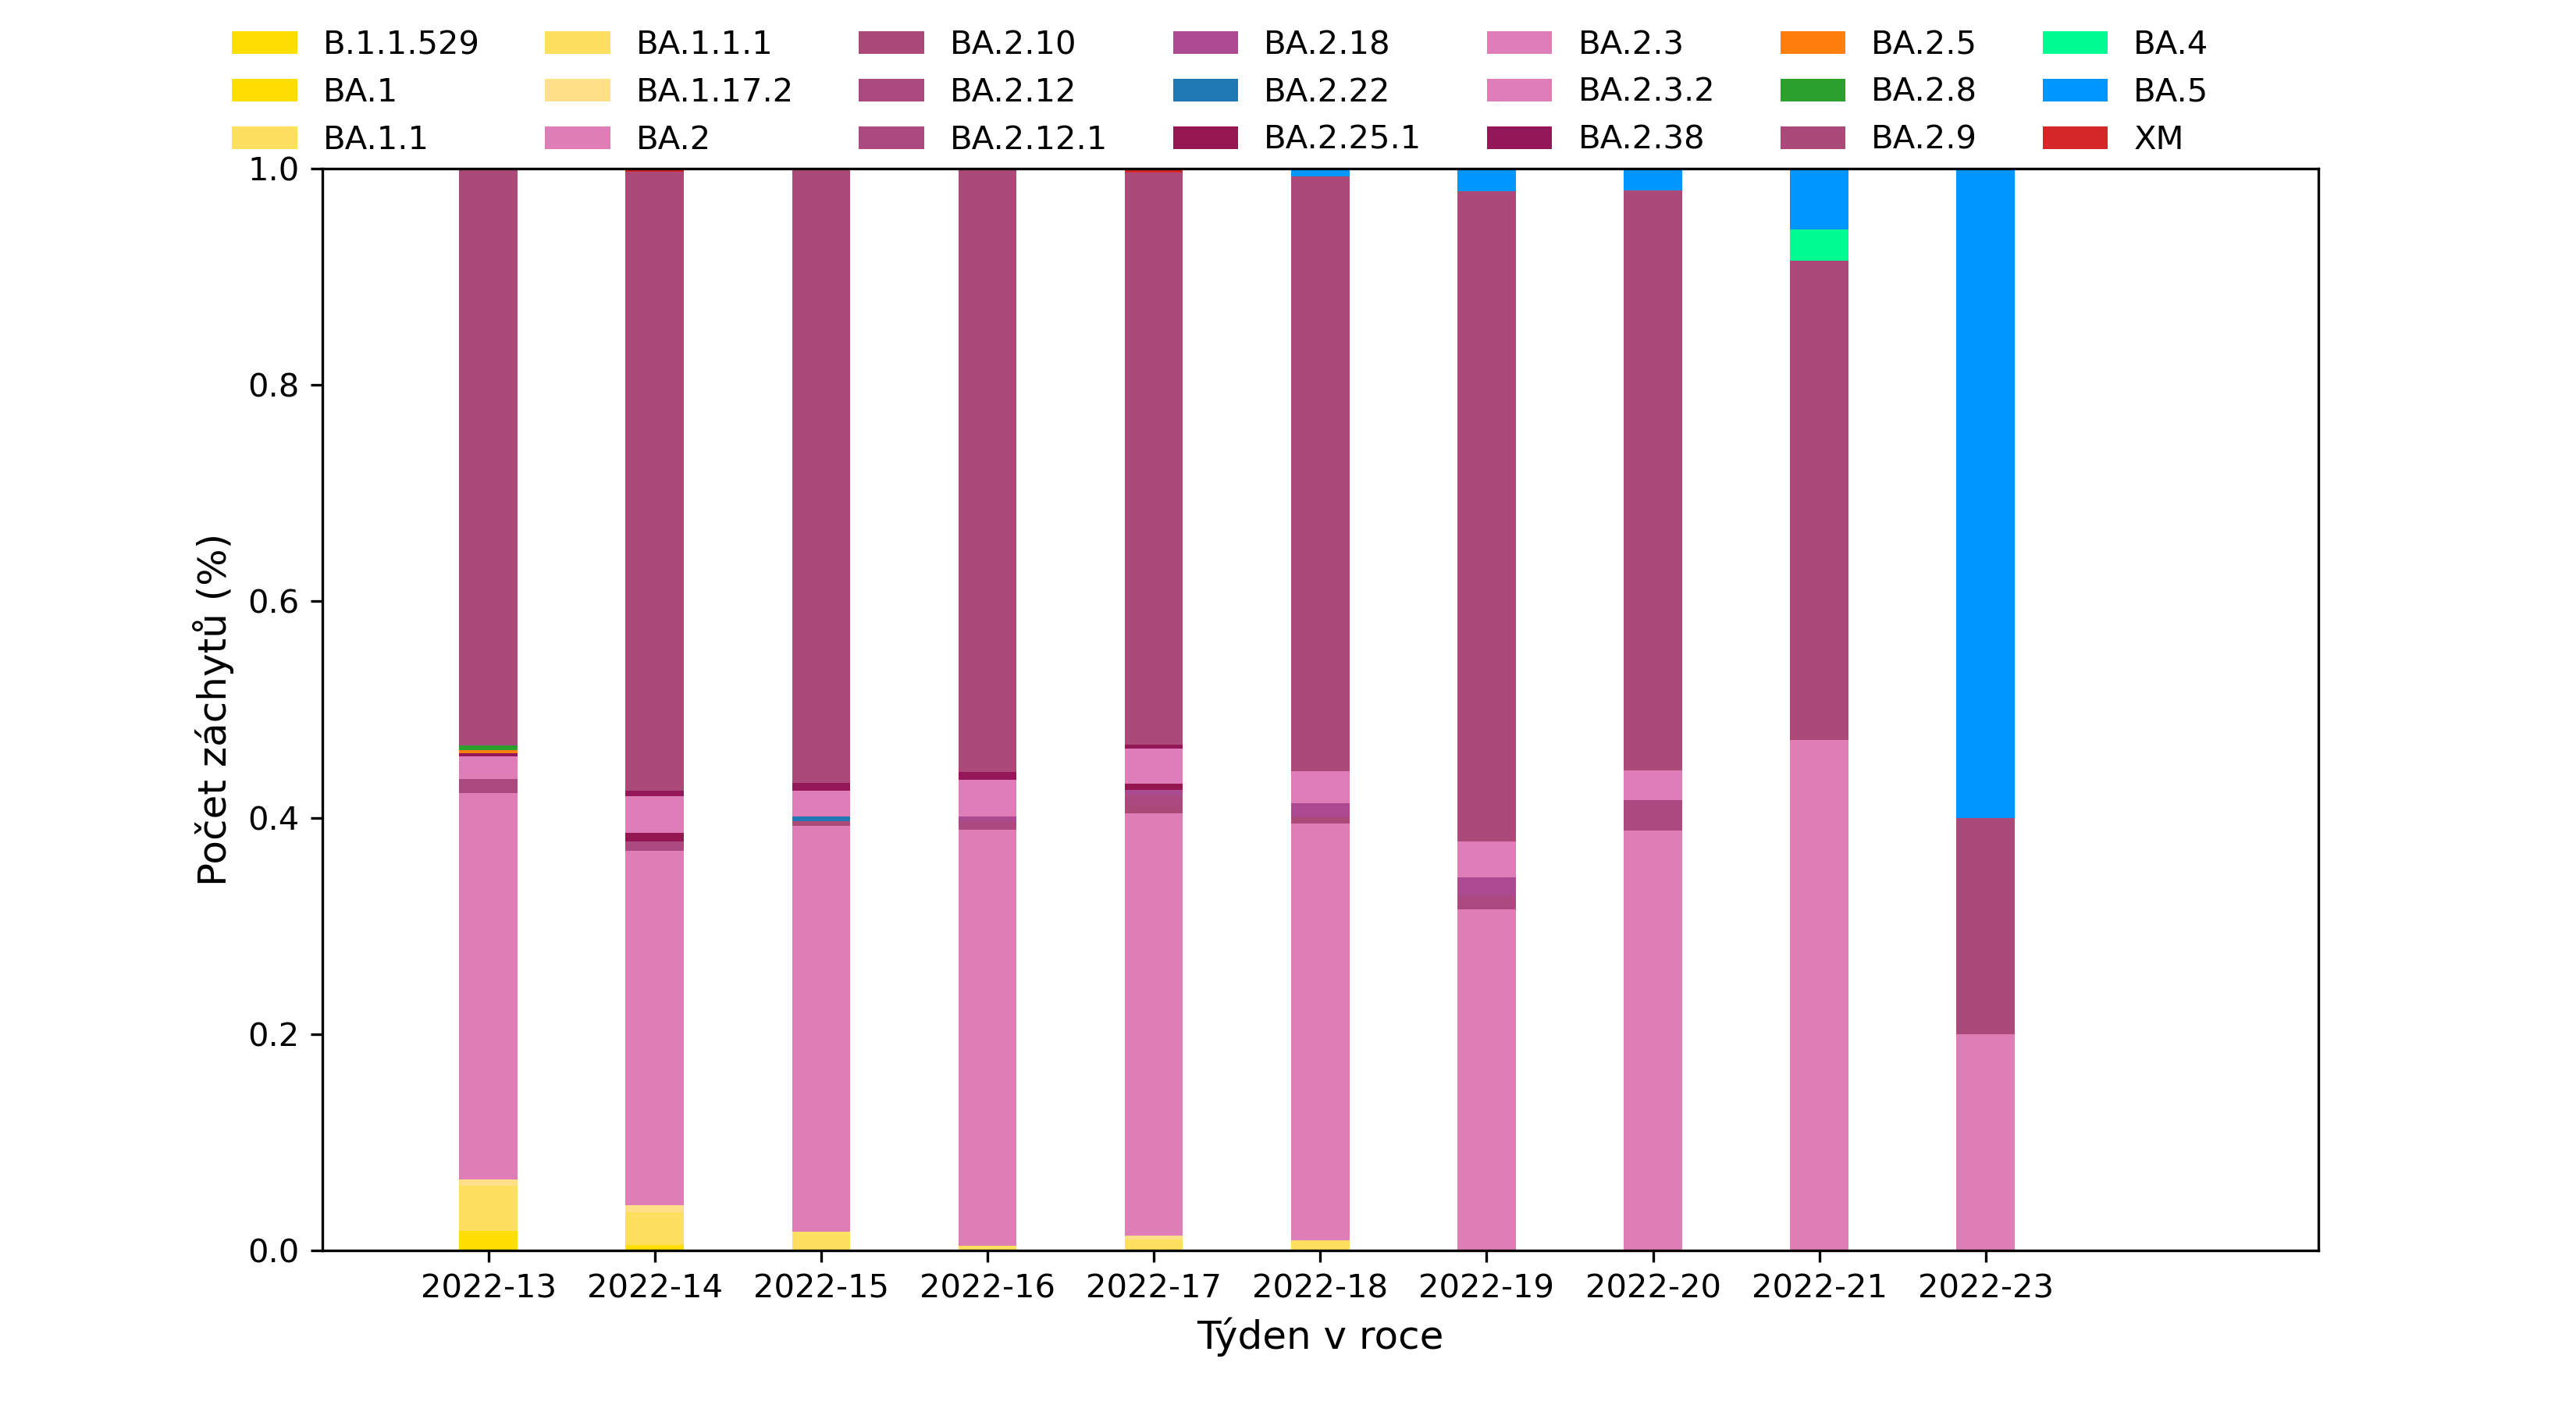 B.1.1.529 BA.1.1.1 BA.2.10 BA.2.18 BA.2.3 BA.2.5 BA.4
BA.1 BA.1.17.2 BA.2.12 BA.2.22 BA.2.3.2 BA.2.8 BA.5
BA.1.1 BA.2 BA.2.12.1 BA.2.25.1 BA.2.38 BA.2.9 XM
1.0
0.8
0.6
0.4
0.2
0.0
Počet záchytů (%)
2022-13 2022-14 2022-15 2022-16 2022-17 2022-18 2022-19 2022-20 2022-21 2022-23
Týden v roce